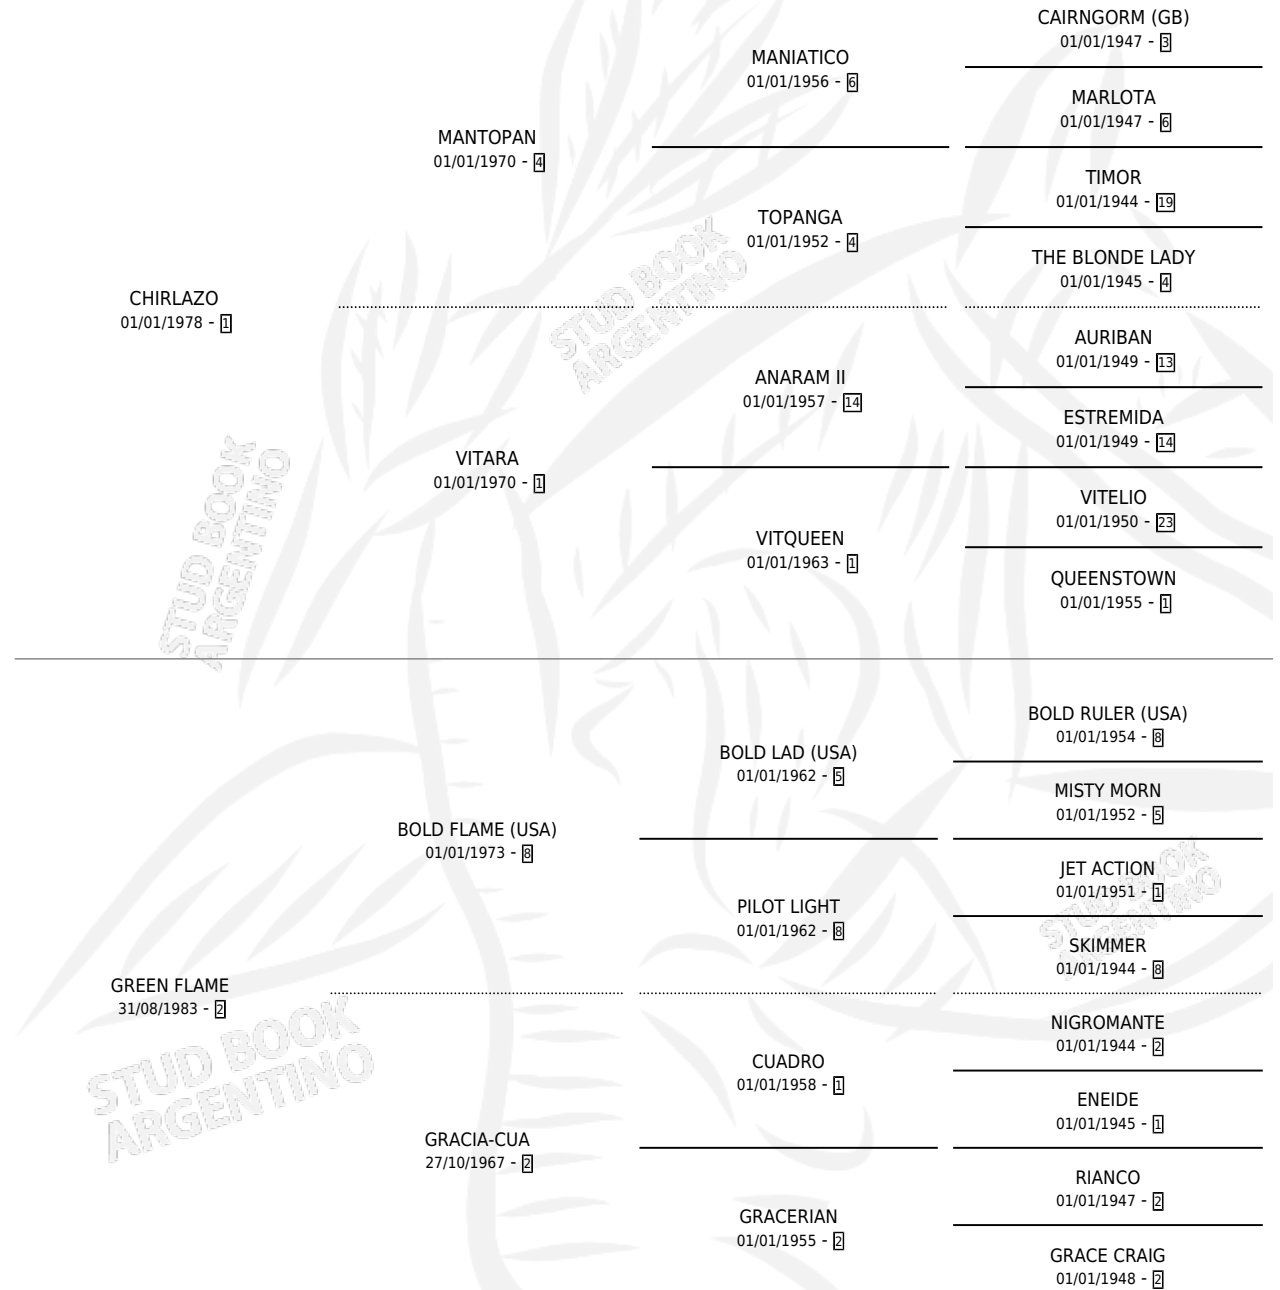 CAIRNGORM (GB)
01/01/1947 - 3
MANIATICO
01/01/1956 - 6
MARLOTA
01/01/1947 - 6
MANTOPAN
01/01/1970 - 4
TIMOR
01/01/1944 - 19
TOPANGA
01/01/1952 - 4
THE BLONDE LADY
01/01/1945 - 4
CHIRLAZO
01/01/1978 - 1
AURIBAN
01/01/1949 - 13
ANARAM II
01/01/1957 - 14
ESTREMIDA
01/01/1949 - 14
VITARA
01/01/1970 - 1
VITELIO
01/01/1950 - 23
VITQUEEN
01/01/1963 - 1
QUEENSTOWN
01/01/1955 - 1
BOLD RULER (USA)
01/01/1954 - 8
BOLD LAD (USA)
01/01/1962 - 5
MISTY MORN
01/01/1952 - 5
BOLD FLAME (USA)
01/01/1973 - 8
JET ACTION
01/01/1951 - 1
PILOT LIGHT
01/01/1962 - 8
SKIMMER
01/01/1944 - 8
GREEN FLAME
31/08/1983 - 2
NIGROMANTE
01/01/1944 - 2
CUADRO
01/01/1958 - 1
ENEIDE
01/01/1945 - 1
GRACIA-CUA
27/10/1967 - 2
RIANCO
01/01/1947 - 2
GRACERIAN
01/01/1955 - 2
GRACE CRAIG
01/01/1948 - 2
STUD BOOK
ARGENTINO
STUD BOOK
ARGENTINO
STUD BOOK
ARGENTINO
STUD BOOK
ARGENTINO